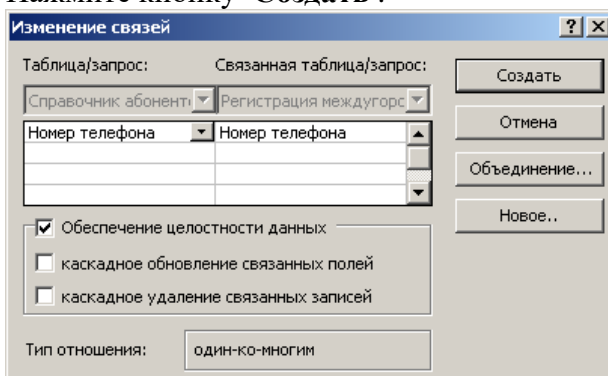 Нажмите кнопку "Создать".
Изменение связей
Таблица/запрос: Связанная таблица/запрос:
Справочник абоненто Регистрация междугорс
Номер телефона Номер телефона
Обеспечение целостности данных
каскадное обновление связанных полей
каскадное удаление связанных записей
Тип отношения: один-ко-многим
Создать
Отмена
Объединение...
Новое..